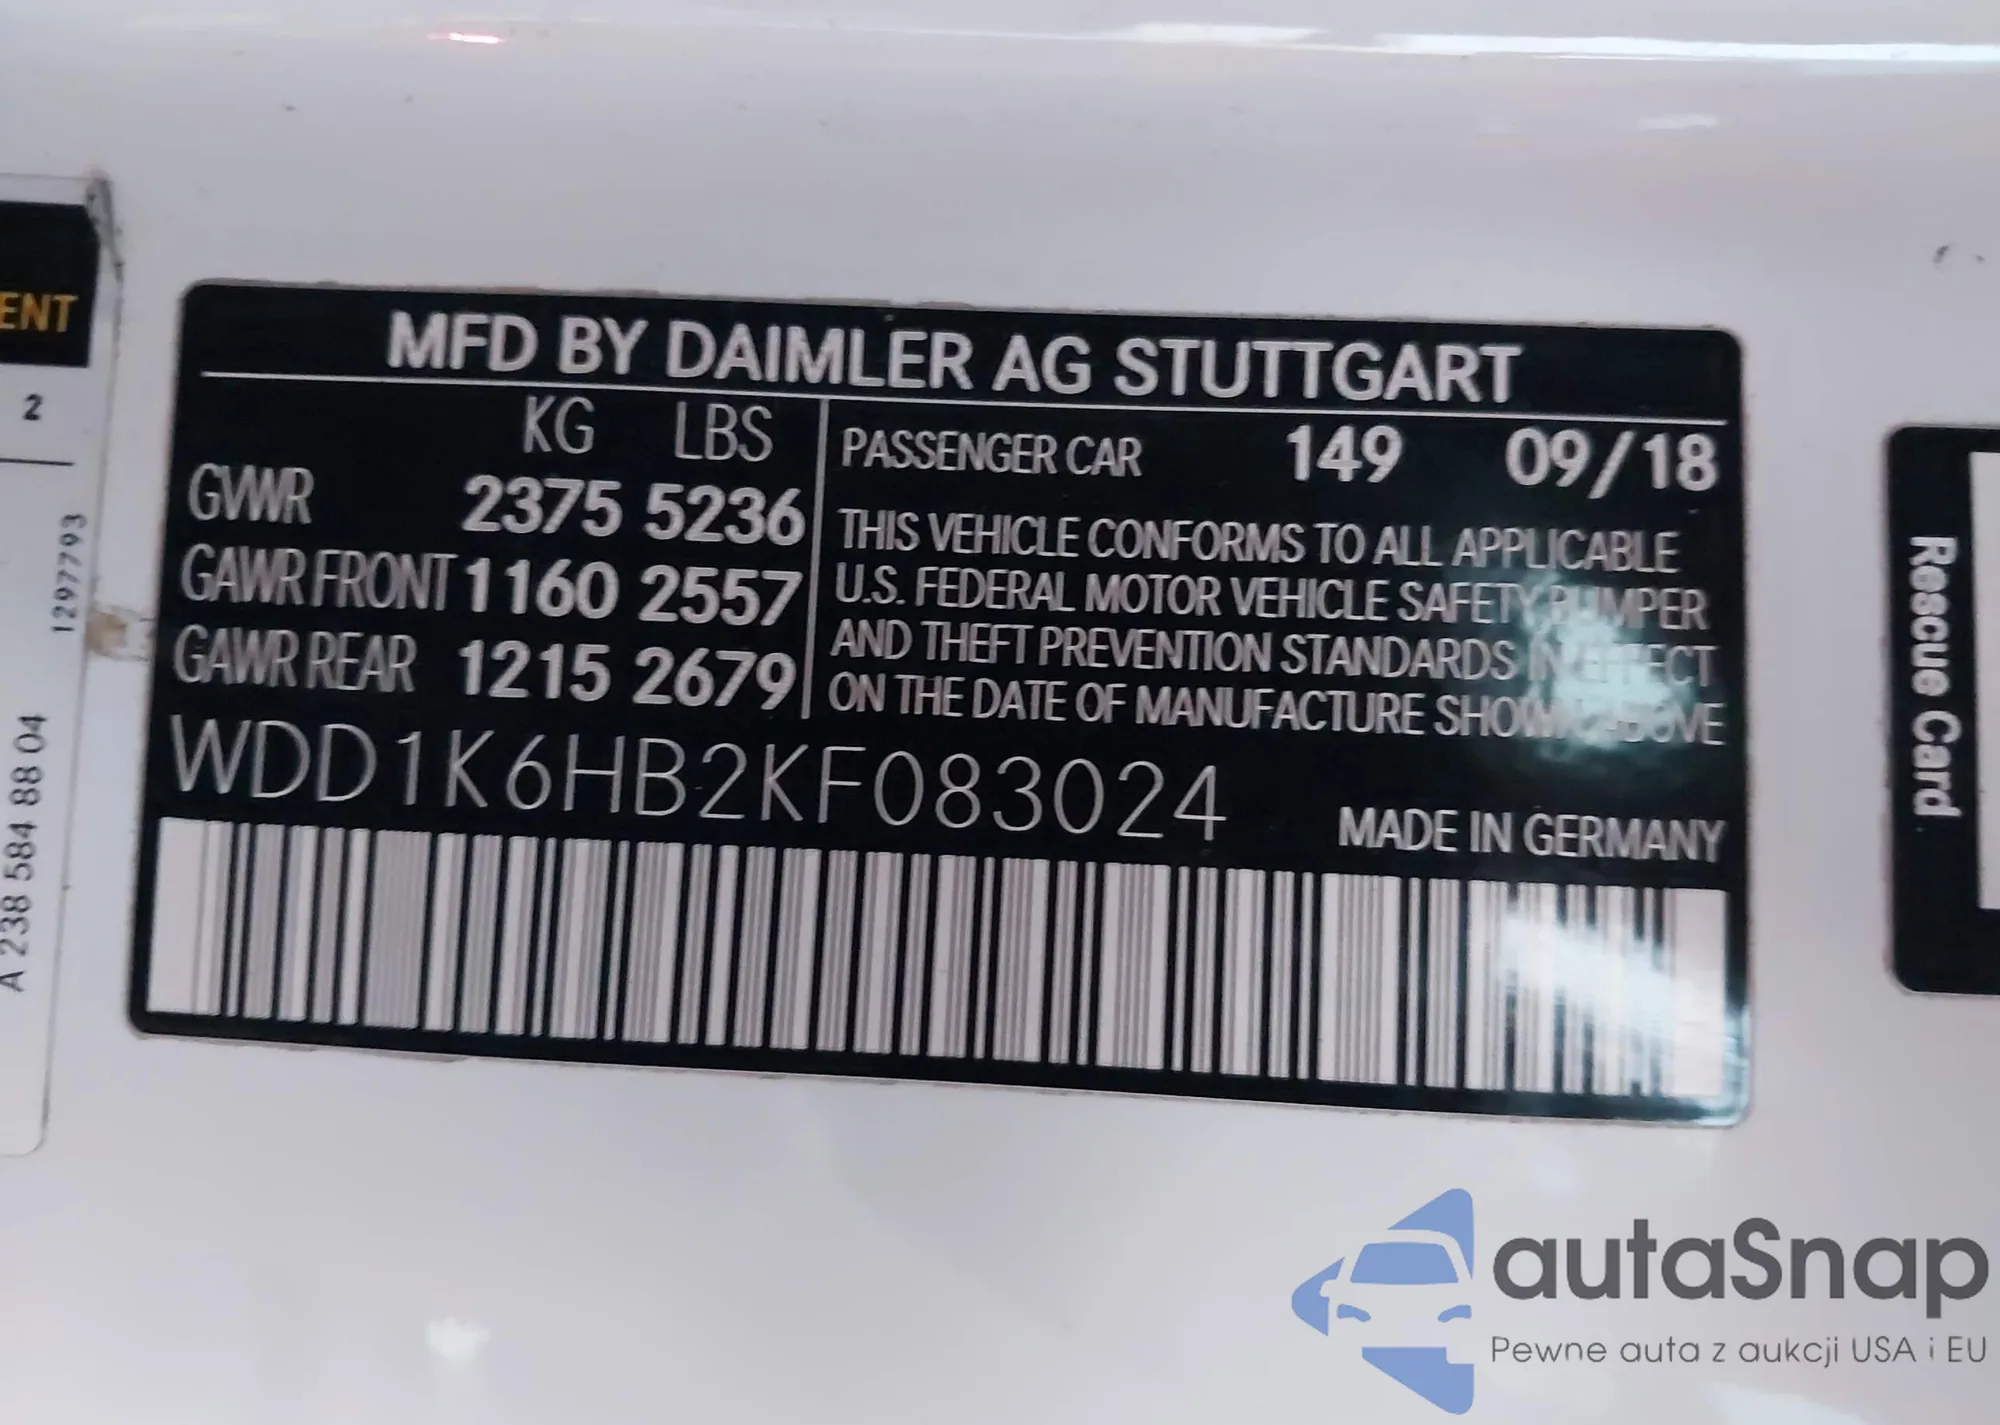 ENT
2
12977793
A 238 584 88 04
MFD BY DAIMLER AG STUTTGART
KG LBS
GVWR 2375 5236
GAWR FRONT 1160 2557
GAWR REAR 1215 2679
PASSENGER CAR 149 09/18
THIS VEHICLE CONFORMS TO ALL APPLICABLE
U.S. FEDERAL MOTOR VEHICLE SAFETY BUMPER
AND THEFT PREVENTION STANDARDS IN EFFECT
ON THE DATE OF MANUFACTURE SHOWN ABOVE
WDD1K6HB2KF083024
MADE IN GERMANY
Rescue Card
autaSnap
Pewne auta z aukcji USA i EU